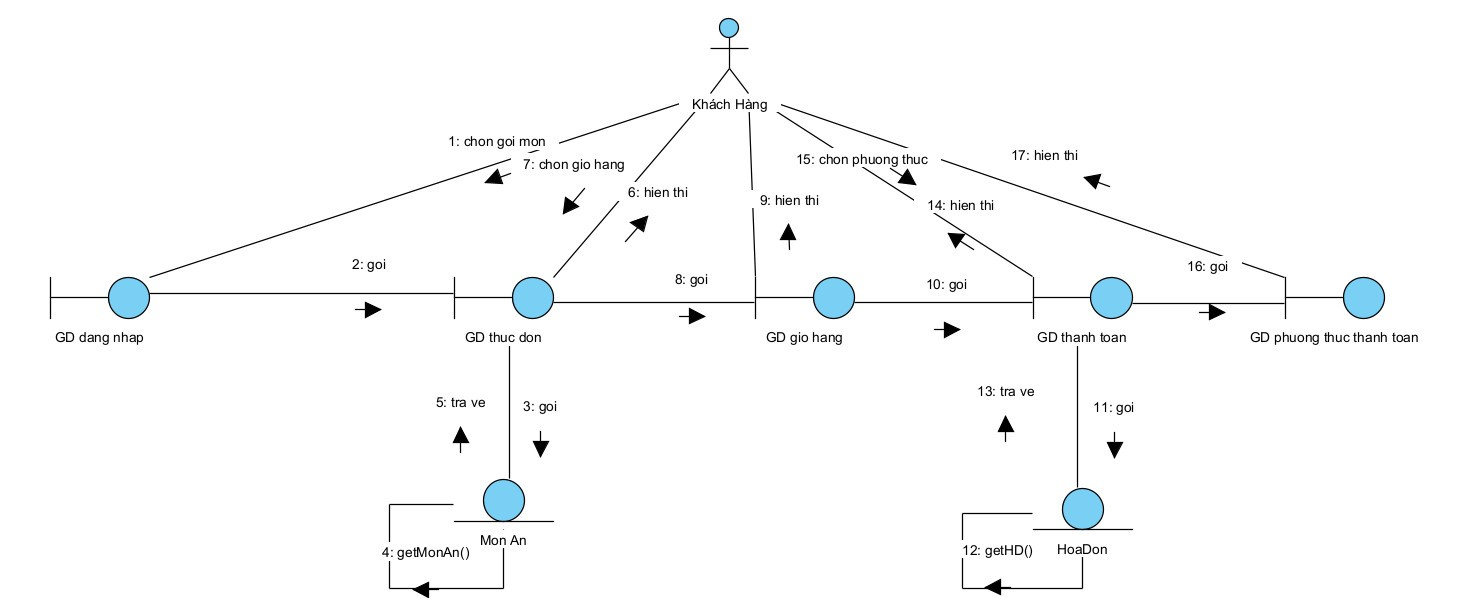 Khách Hàng
1: chon goi mon
7: chon gio hang
15: chon phuong thuc
17: hien thi
6: hien thi
9: hien thi
14: hien thi
2: goi
8: goi
10: goi
16: goi
GD dang nhap
GD thuc don
GD gio hang
GD thanh toan
GD phuong thuc thanh toan
5: tra ve
3: goi
13: tra ve
11: goi
Mon An
4: getMonAn()
HoaDon
12: getHD()